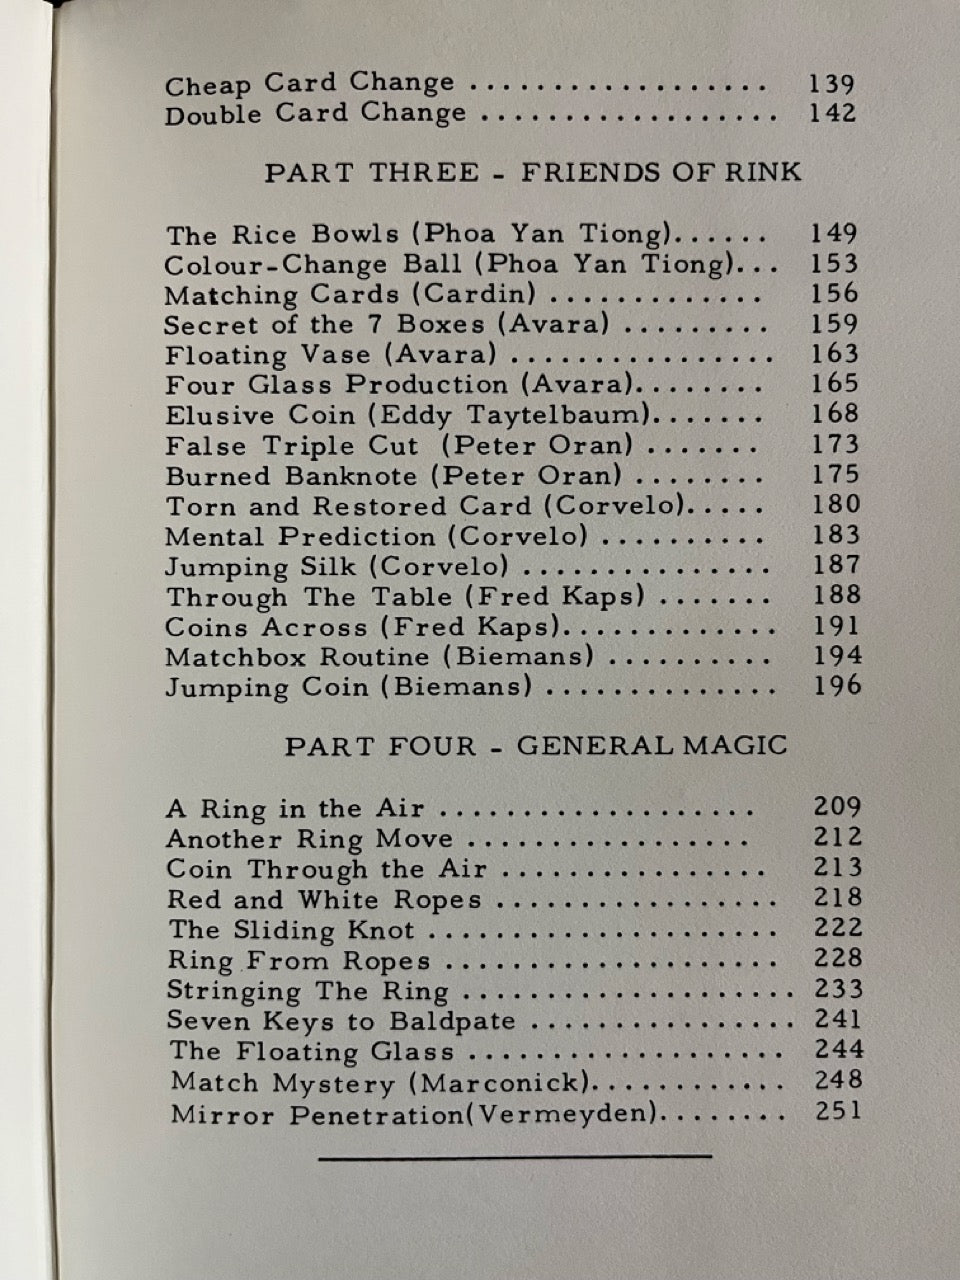 Cheap Card Change .................. 139
Double Card Change .................. 142
PART THREE - FRIENDS OF RINK
The Rice Bowls (Phoa Yan Tiong)...... 149
Colour-Change Ball (Phoa Yan Tiong)... 153
Matching Cards (Cardin) ............. 156
Secret of the 7 Boxes (Avara) ......... 159
Floating Vase (Avara) ................ 163
Four Glass Production (Avara)........ 165
Elusive Coin (Eddy Taytelbaum)....... 168
False Triple Cut (Peter Oran) ....... 173
Burned Banknote (Peter Oran) ........ 175
Torn and Restored Card (Corvelo)..... 180
Mental Prediction (Corvelo) .......... 183
Jumping Silk (Corvelo) ............... 187
Through The Table (Fred Kaps) ....... 188
Coins Across (Fred Kaps)............. 191
Matchbox Routine (Biemans) .......... 194
Jumping Coin (Biemans) .............. 196
PART FOUR - GENERAL MAGIC
A Ring in the Air ................... 209
Another Ring Move ................. 212
Coin Through the Air ................ 213
Red and White Ropes ................. 218
The Sliding Knot ..................... 222
Ring From Ropes .................... 228
Stringing The Ring .................... 233
Seven Keys to Baldpate ................ 241
The Floating Glass ................... 244
Match Mystery (Marconick)............ 248
Mirror Penetration(Vermeyden)........ 251